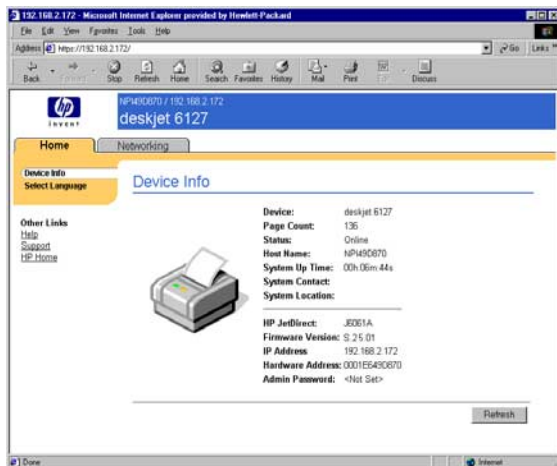 192.168.2.172 - Microsoft Internet Explorer provided by Hewlett-Packard
File Edit View Favorites Tools Help
Address https://192.168.2.172/ Go Links »
Back Forward Stop Refresh Home Search Favorites History Mail Print Edit Discuss
hp
invent
NPI49D870 / 192.168.2.172
deskjet 6127
Home Networking
Device Info
Select Language
Other Links
Help
Support
HP Home
Device Info
Device: deskjet 6127
Page Count: 136
Status: Online
Host Name: NPI49D870
System Up Time: 00h:06m:44s
System Contact:
System Location:
HP JetDirect: J6061A
Firmware Version: S.25.01
IP Address 192.168.2.172
Hardware Address: 0001E649D870
Admin Password: <Not Set>
Refresh
Done Internet